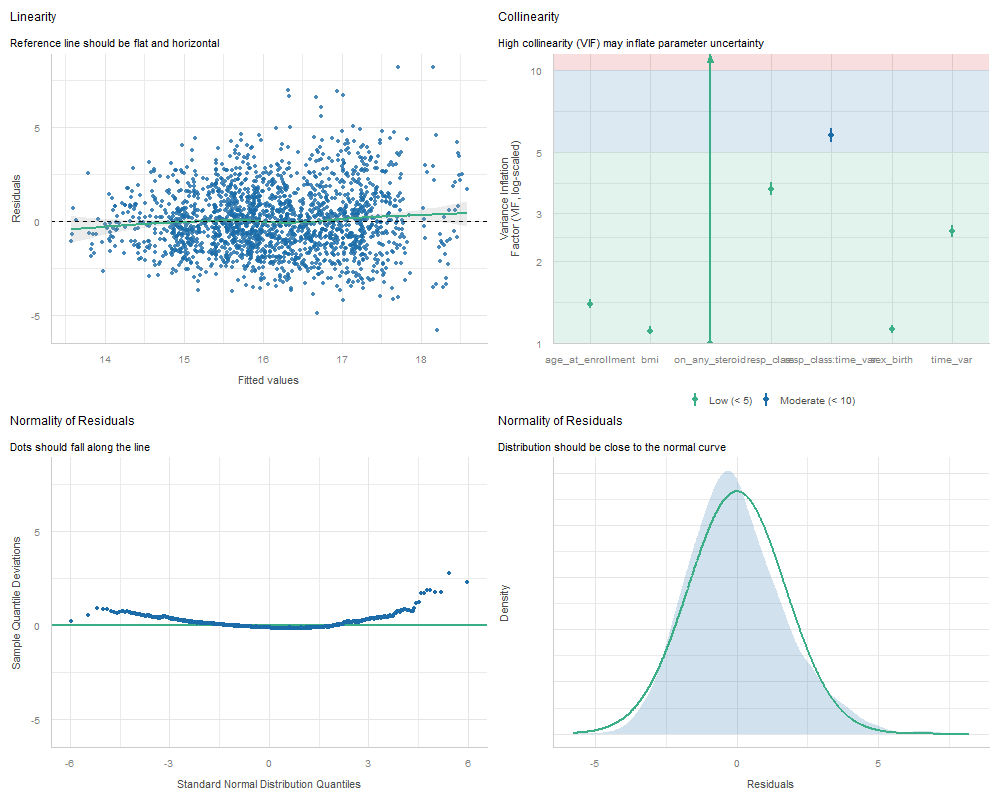 Linearity
Reference line should be flat and horizontal
5
0
-5
Residuals
14 15 16 17 18
Fitted values
Collinearity
High collinearity (VIF) may inflate parameter uncertainty
10
5
3
2
1
Variance Inflation
Factor (VIF, log-scaled)
age_at_enrollment bmi on_any_steroid resp_class resp_class:time_var sex_birth time_var
Low (< 5) Moderate (< 10)
Normality of Residuals
Dots should fall along the line
5
0
-5
Sample Quantile Deviations
-6 -3 0 3 6
Standard Normal Distribution Quantiles
Normality of Residuals
Distribution should be close to the normal curve
Density
-5 0 5
Residuals